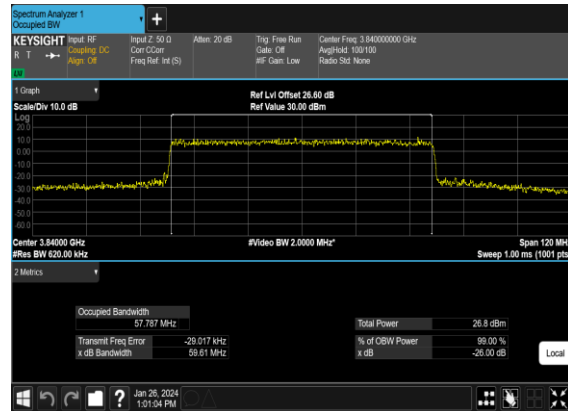 Spectrum Analyzer 1
Occupied BW
+
KEYSIGHT Input: RF Input Z: 50 Ω Atten: 20 dB Trig: Free Run Center Freq: 3.840000000 GHz
R T Coupling: DC Corr CCorr Gate: Off Avg|Hold: 100/100
Align: Off Freq Ref: Int (S) #IF Gain: Low Radio Std: None
LXI
1 Graph
Ref Lvl Offset 26.60 dB
Scale/Div 10.0 dB Ref Value 30.00 dBm
Log
20.0
10.0
0.00
-10.0
-20.0
-30.0
-40.0
-50.0
-60.0
Center 3.84000 GHz #Video BW 2.0000 MHz* Span 120 MH
#Res BW 620.00 kHz Sweep 1.00 ms (1001 pts
2 Metrics
Occupied Bandwidth
57.787 MHz Total Power 26.8 dBm
Transmit Freq Error -29.017 kHz % of OBW Power 99.00 %
x dB Bandwidth 59.61 MHz x dB -26.00 dB
Local
? Jan 26, 2024
1:01:04 PM